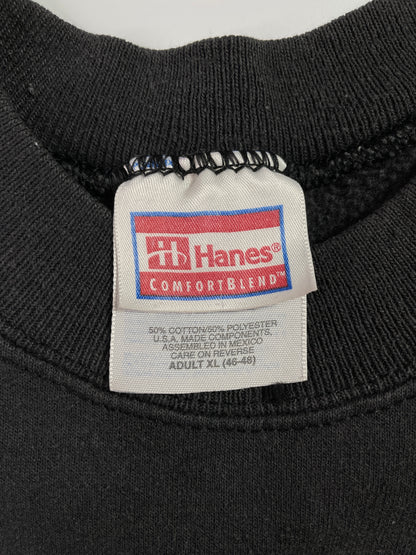 Hanes®
COMFORTBLEND™
50% COTTON/50% POLYESTER
U.S.A. MADE COMPONENTS,
ASSEMBLED IN MEXICO
CARE ON REVERSE
ADULT XL (46-48)